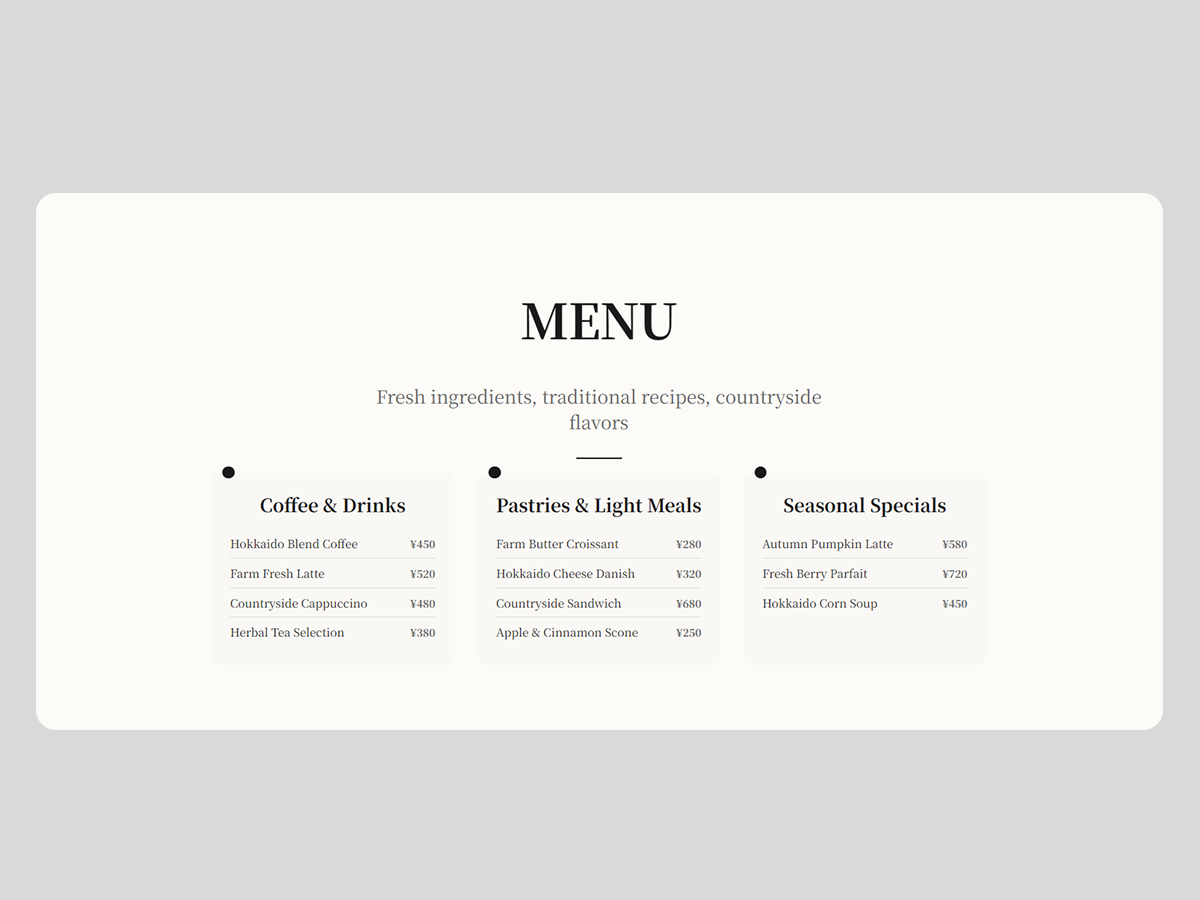 MENU
Fresh ingredients, traditional recipes, countryside
flavors
Coffee & Drinks
Hokkaido Blend Coffee ¥450
Farm Fresh Latte ¥520
Countryside Cappuccino ¥480
Herbal Tea Selection ¥380
Pastries & Light Meals
Farm Butter Croissant ¥280
Hokkaido Cheese Danish ¥320
Countryside Sandwich ¥680
Apple & Cinnamon Scone ¥250
Seasonal Specials
Autumn Pumpkin Latte ¥580
Fresh Berry Parfait ¥720
Hokkaido Corn Soup ¥450